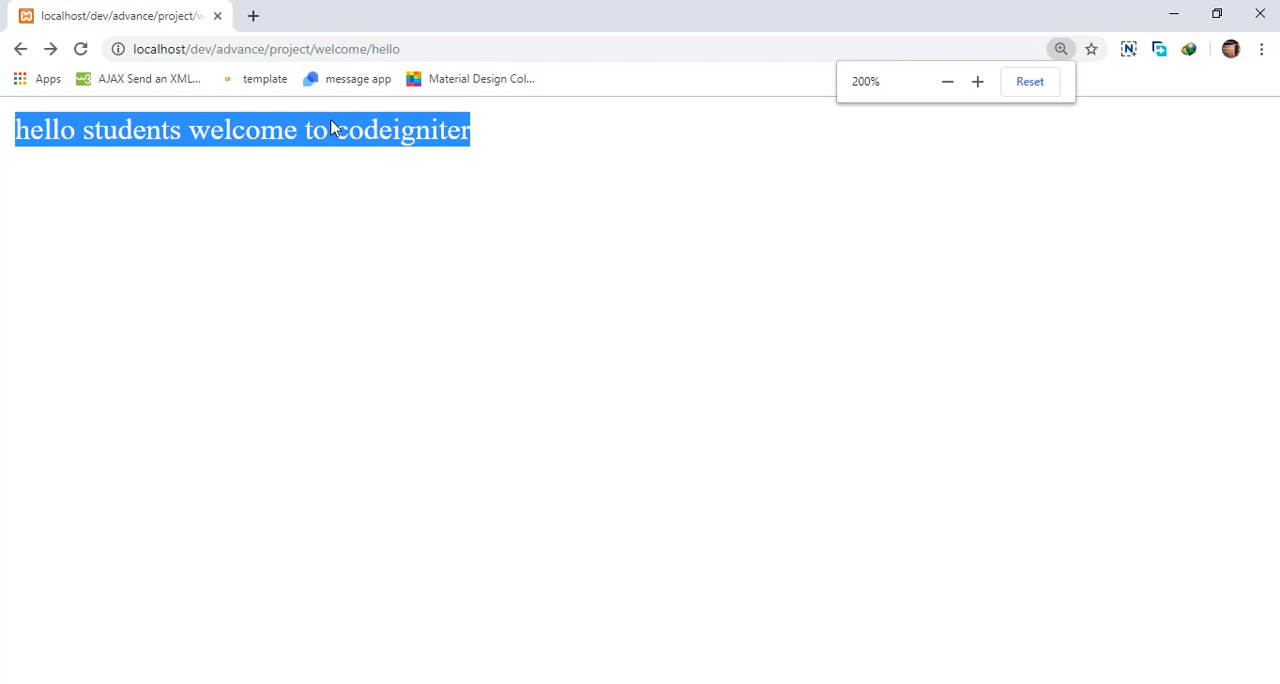 localhost/dev/advance/project/w
localhost/dev/advance/project/welcome/hello
Apps AJAX Send an XML... template message app Material Design Col...
200% Reset
hello students welcome to codeigniter